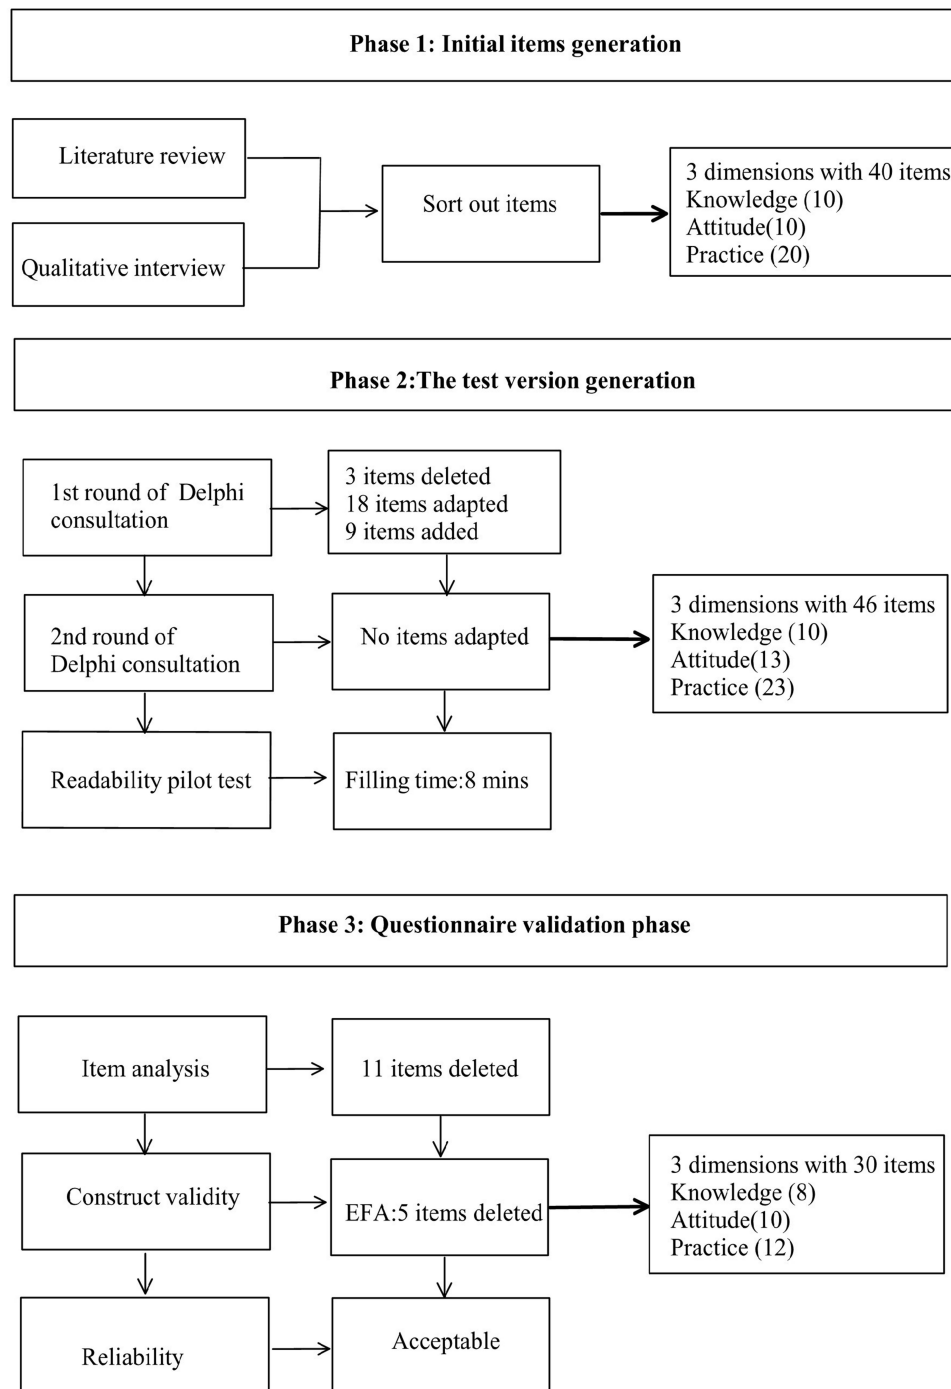 Phase 1: Initial items generation
Literature review
Qualitative interview
Sort out items
3 dimensions with 40 items
Knowledge (10)
Attitude(10)
Practice (20)
Phase 2:The test version generation
1st round of Delphi
consultation
3 items deleted
18 items adapted
9 items added
2nd round of
Delphi consultation
No items adapted
3 dimensions with 46 items
Knowledge (10)
Attitude(13)
Practice (23)
Readability pilot test
Filling time:8 mins
Phase 3: Questionnaire validation phase
Item analysis
11 items deleted
Construct validity
EFA:5 items deleted
3 dimensions with 30 items
Knowledge (8)
Attitude(10)
Practice (12)
Reliability
Acceptable